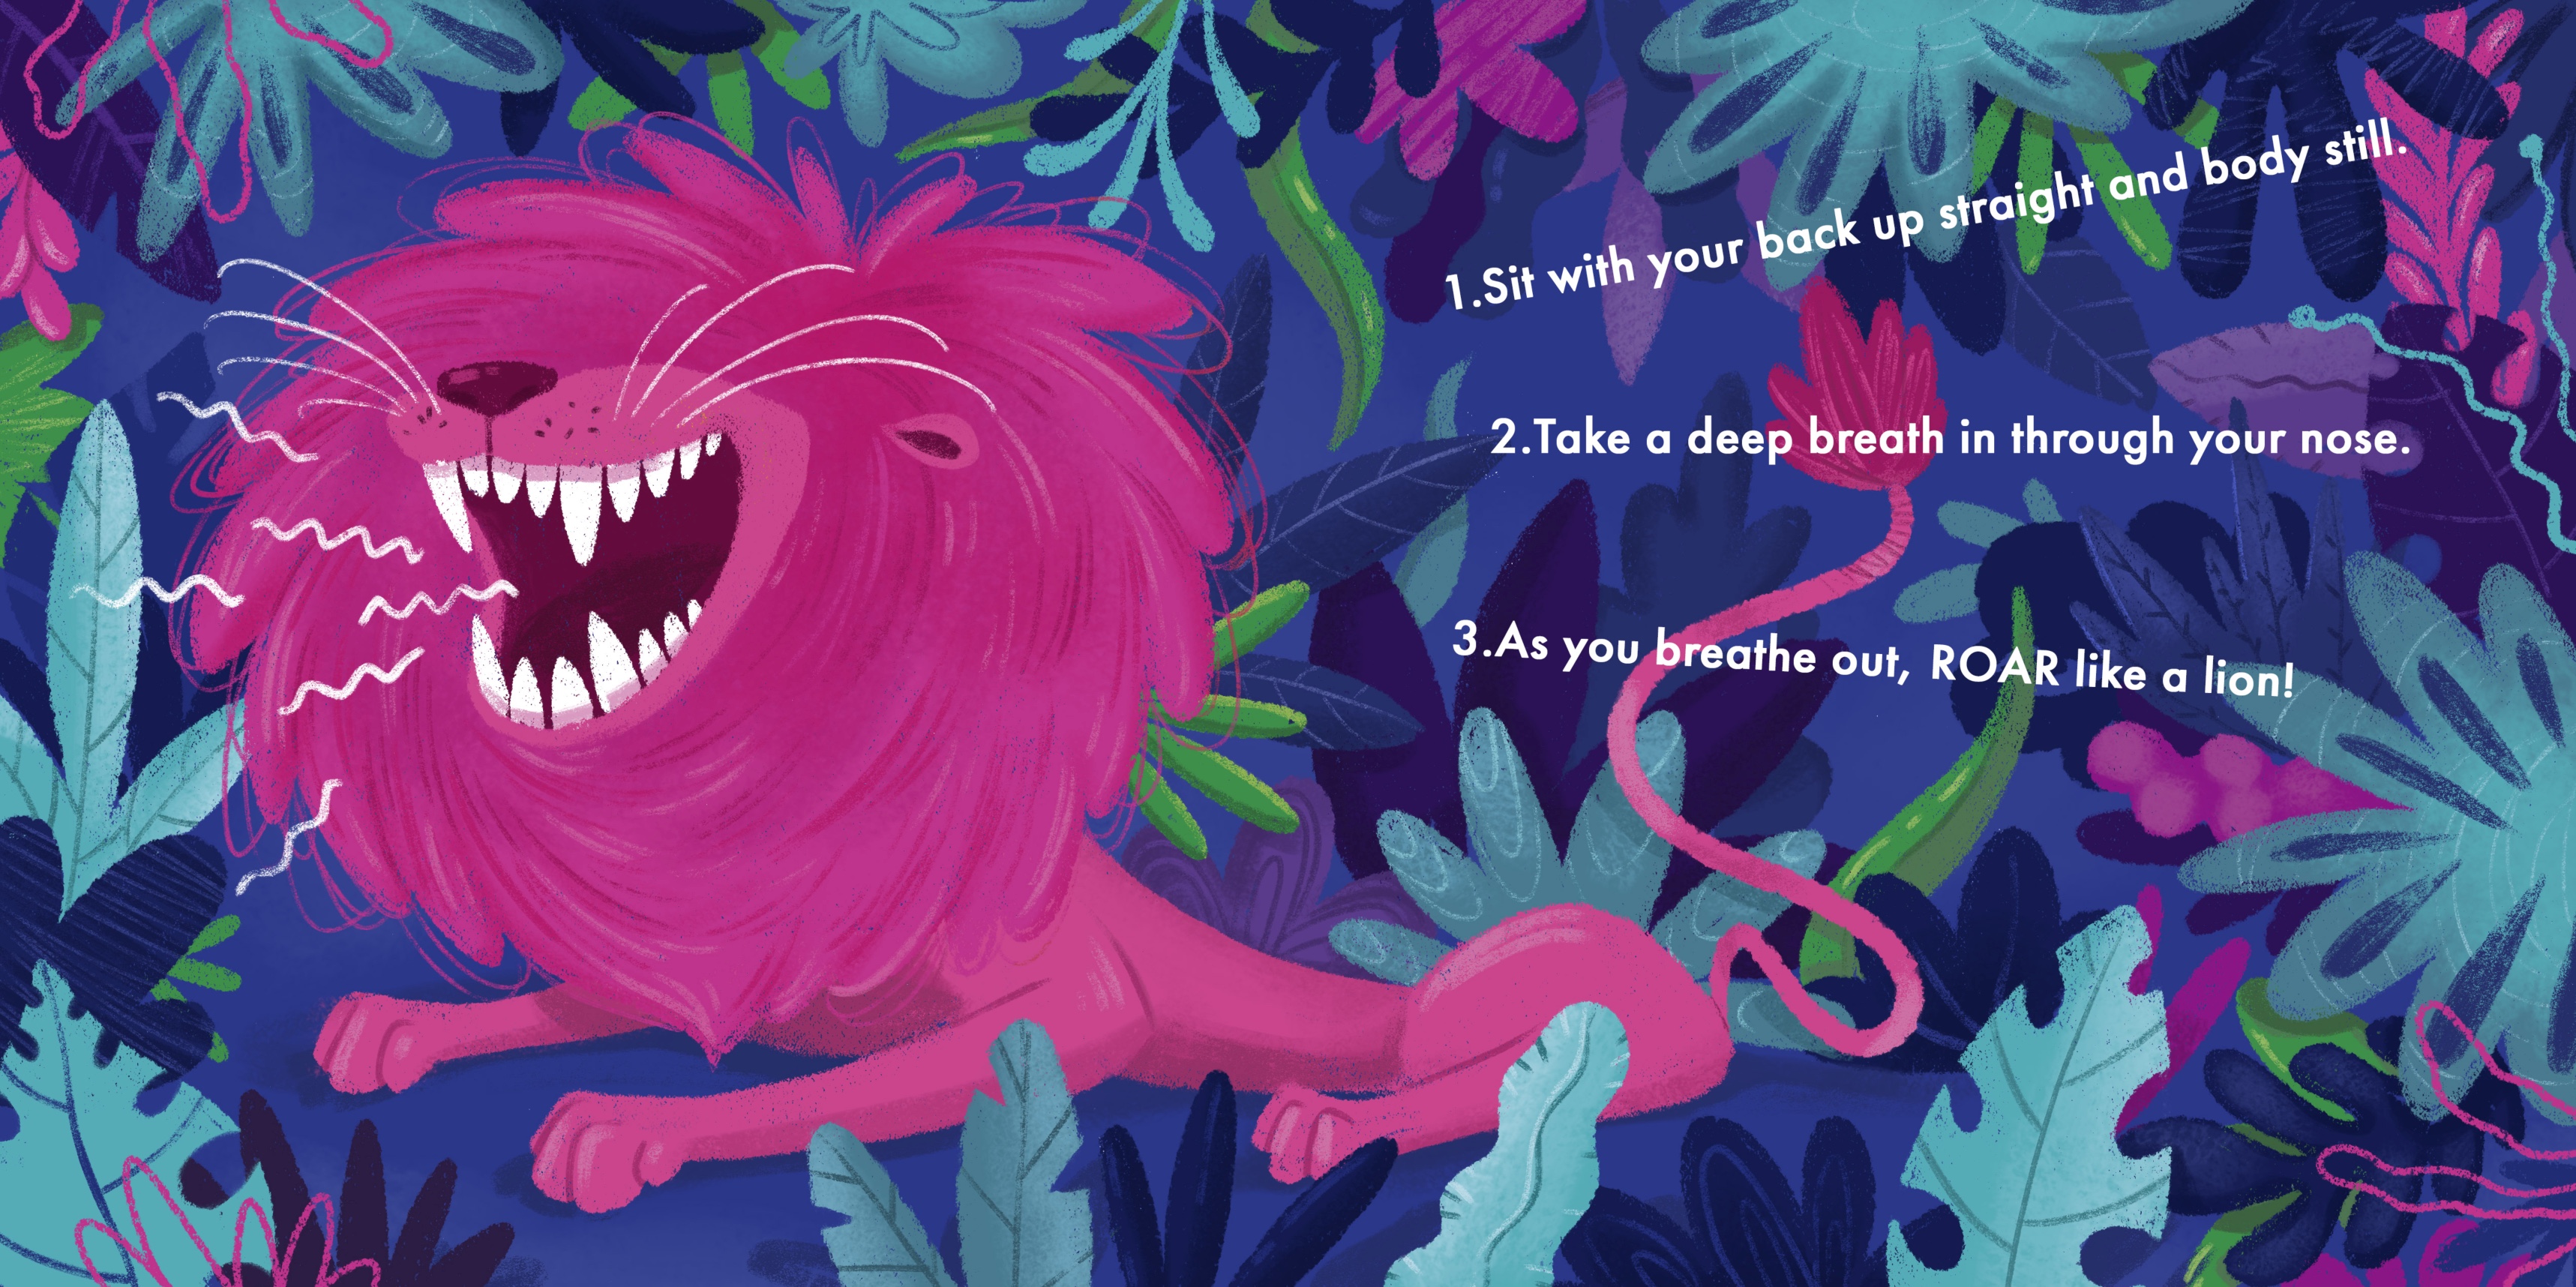 1.Sit with your back up straight and body still.
2.Take a deep breath in through your nose.
3.As you breathe out, ROAR like a lion!